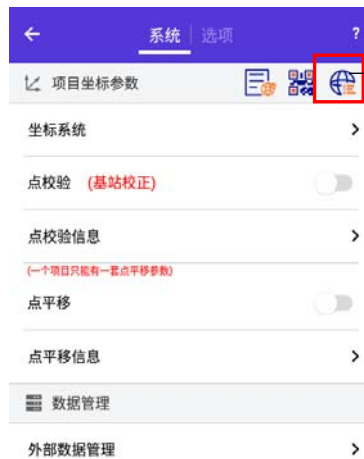 系统 选项 ?
项目坐标参数
坐标系统
点校验 (基站校正)
点校验信息
(一个项目只能有一套点平移参数)
点平移
点平移信息
数据管理
外部数据管理